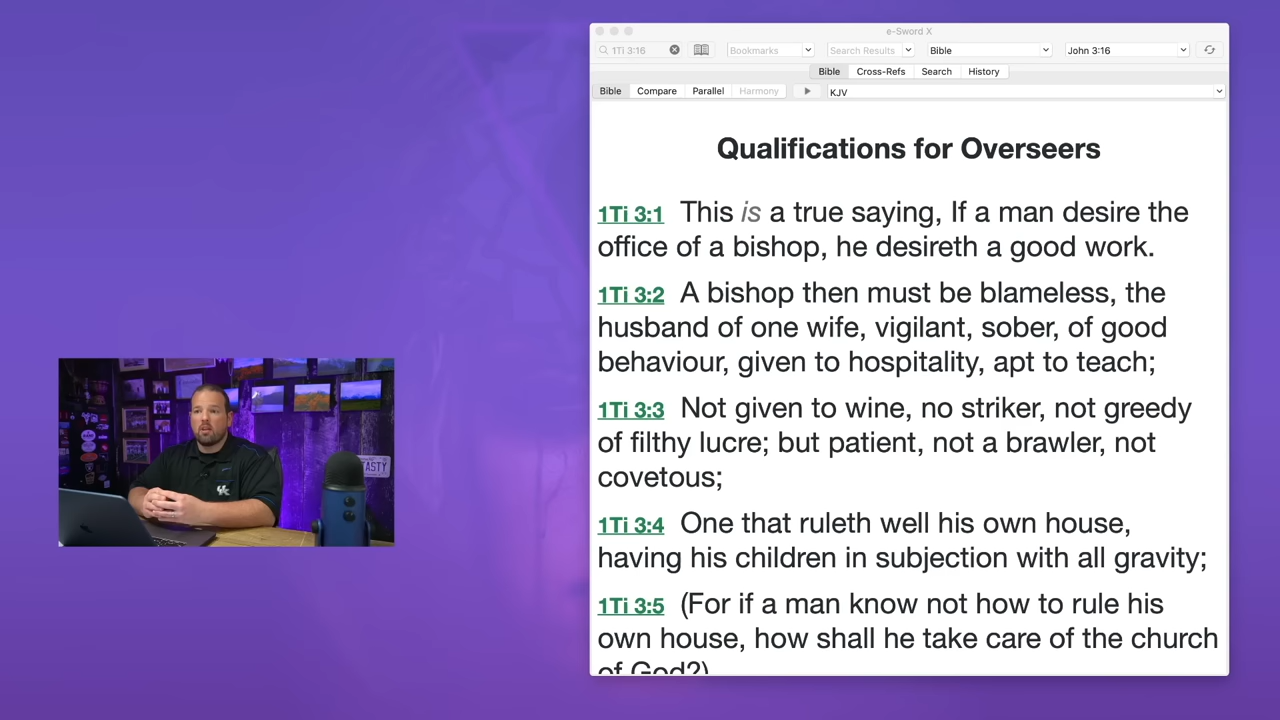 e-Sword X
1Ti 3:16 Bookmarks Search Results Bible John 3:16
Bible Cross-Refs Search History
Bible Compare Parallel Harmony KJV
Qualifications for Overseers
1Ti 3:1 This is a true saying, If a man desire the
office of a bishop, he desireth a good work.
1Ti 3:2 A bishop then must be blameless, the
husband of one wife, vigilant, sober, of good
behaviour, given to hospitality, apt to teach;
1Ti 3:3 Not given to wine, no striker, not greedy
of filthy lucre; but patient, not a brawler, not
covetous;
1Ti 3:4 One that ruleth well his own house,
having his children in subjection with all gravity;
1Ti 3:5 (For if a man know not how to rule his
own house, how shall he take care of the church
of God?)
TASTY
UK